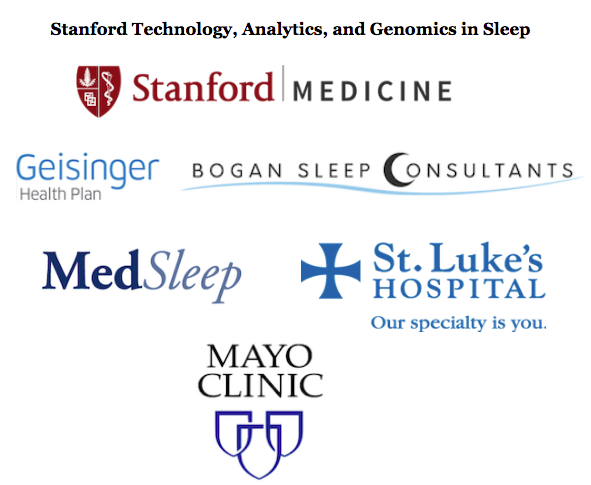 Stanford Technology, Analytics, and Genomics in Sleep
Stanford MEDICINE
Geisinger
Health Plan
BOGAN SLEEP CONSULTANTS
MedSleep
St. Luke's
HOSPITAL
Our specialty is you.
MAYO
CLINIC